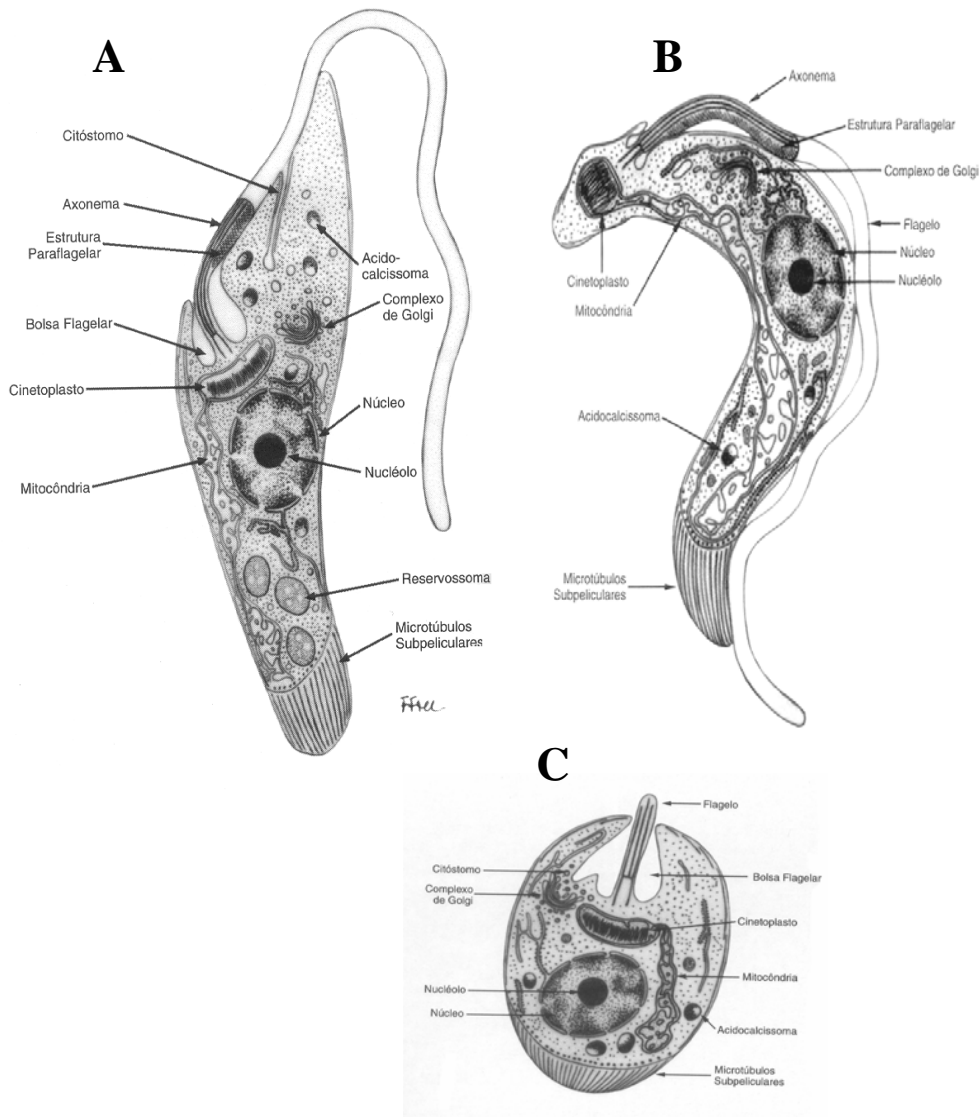 A
Citóstomo
Axonema
Estrutura
Paraflagelar
Bolsa Flagelar
Cinetoplasto
Mitocôndria
Acido-
calcissoma
Complexo
de Golgi
Núcleo
Nucléolo
Reservossoma
Microtúbulos
Subpeliculares
B
Axonema
Estrutura Paraflagelar
Complexo de Golgi
Flagelo
Núcleo
Nucléolo
Cinetoplasto
Mitocôndria
Acidocalcissoma
Microtúbulos
Subpeliculares
C
Flagelo
Citóstomo
Complexo
de Golgi
Bolsa Flagelar
Cinetoplasto
Mitocôndria
Nucléolo
Núcleo
Acidocalcissoma
Microtúbulos
Subpeliculares